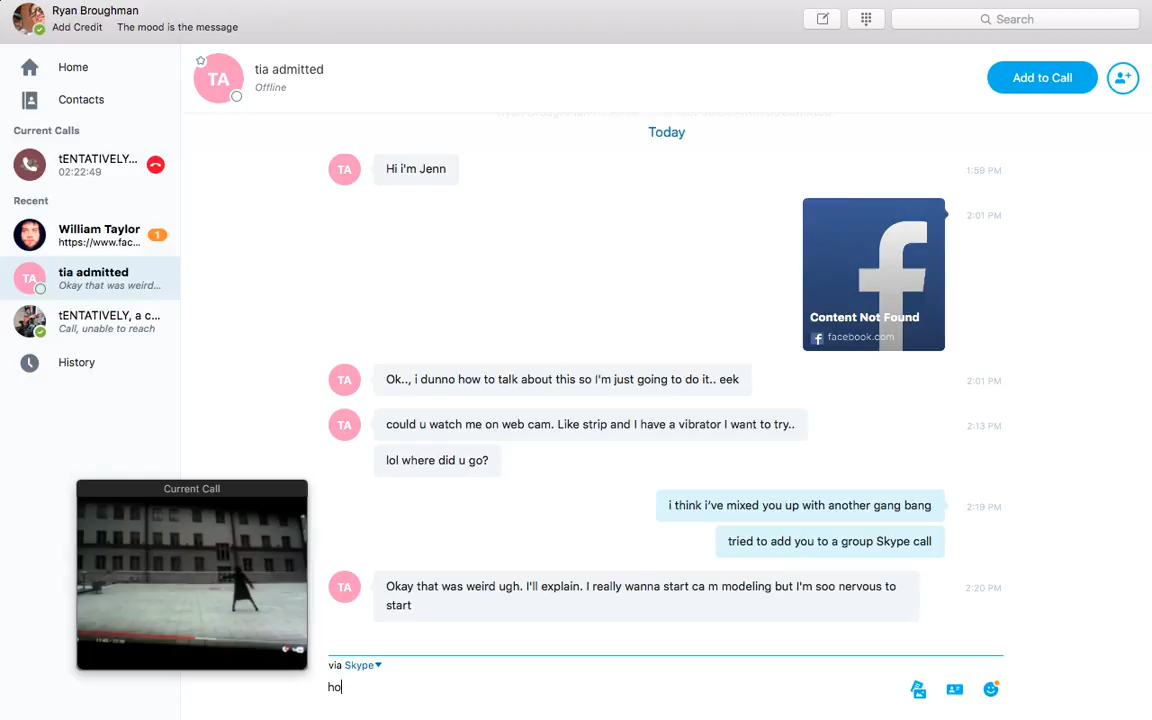 Ryan Broughman
Add Credit The mood is the message
Search
Home
Contacts
Current Calls
tENTATIVELY...
02:22:49
Recent
William Taylor
https://www.fac...
1
TA
tia admitted
Okay that was weird...
tENTATIVELY, a c...
Call, unable to reach
History
TA
tia admitted
Offline
Add to Call
Today
TA
Hi i'm Jenn
1:59 PM
2:01 PM
Content Not Found
facebook.com
TA
Ok.., i dunno how to talk about this so I'm just going to do it.. eek
2:01 PM
TA
could u watch me on web cam. Like strip and I have a vibrator I want to try..
2:13 PM
lol where did u go?
i think i've mixed you up with another gang bang
2:19 PM
tried to add you to a group Skype call
TA
Okay that was weird ugh. I'll explain. I really wanna start ca m modeling but I'm soo nervous to
start
2:20 PM
Current Call
via Skype
ho